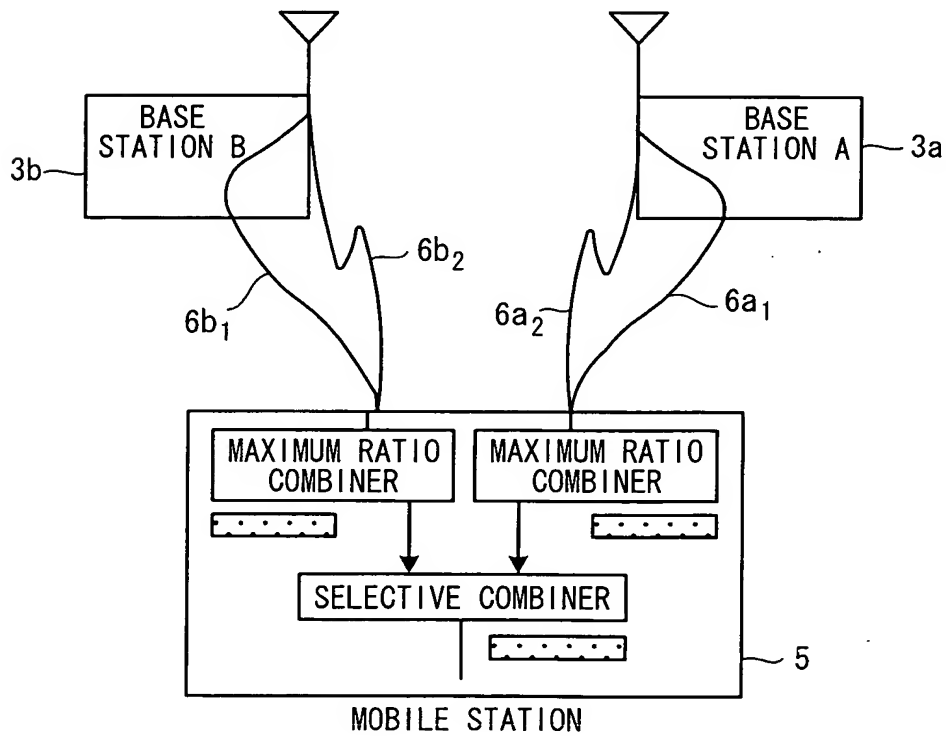 BASE
STATION B
BASE
STATION A
3b
3a
6b2
6b1
6a2
6a1
MAXIMUM RATIO
COMBINER
MAXIMUM RATIO
COMBINER
SELECTIVE COMBINER
5
MOBILE STATION